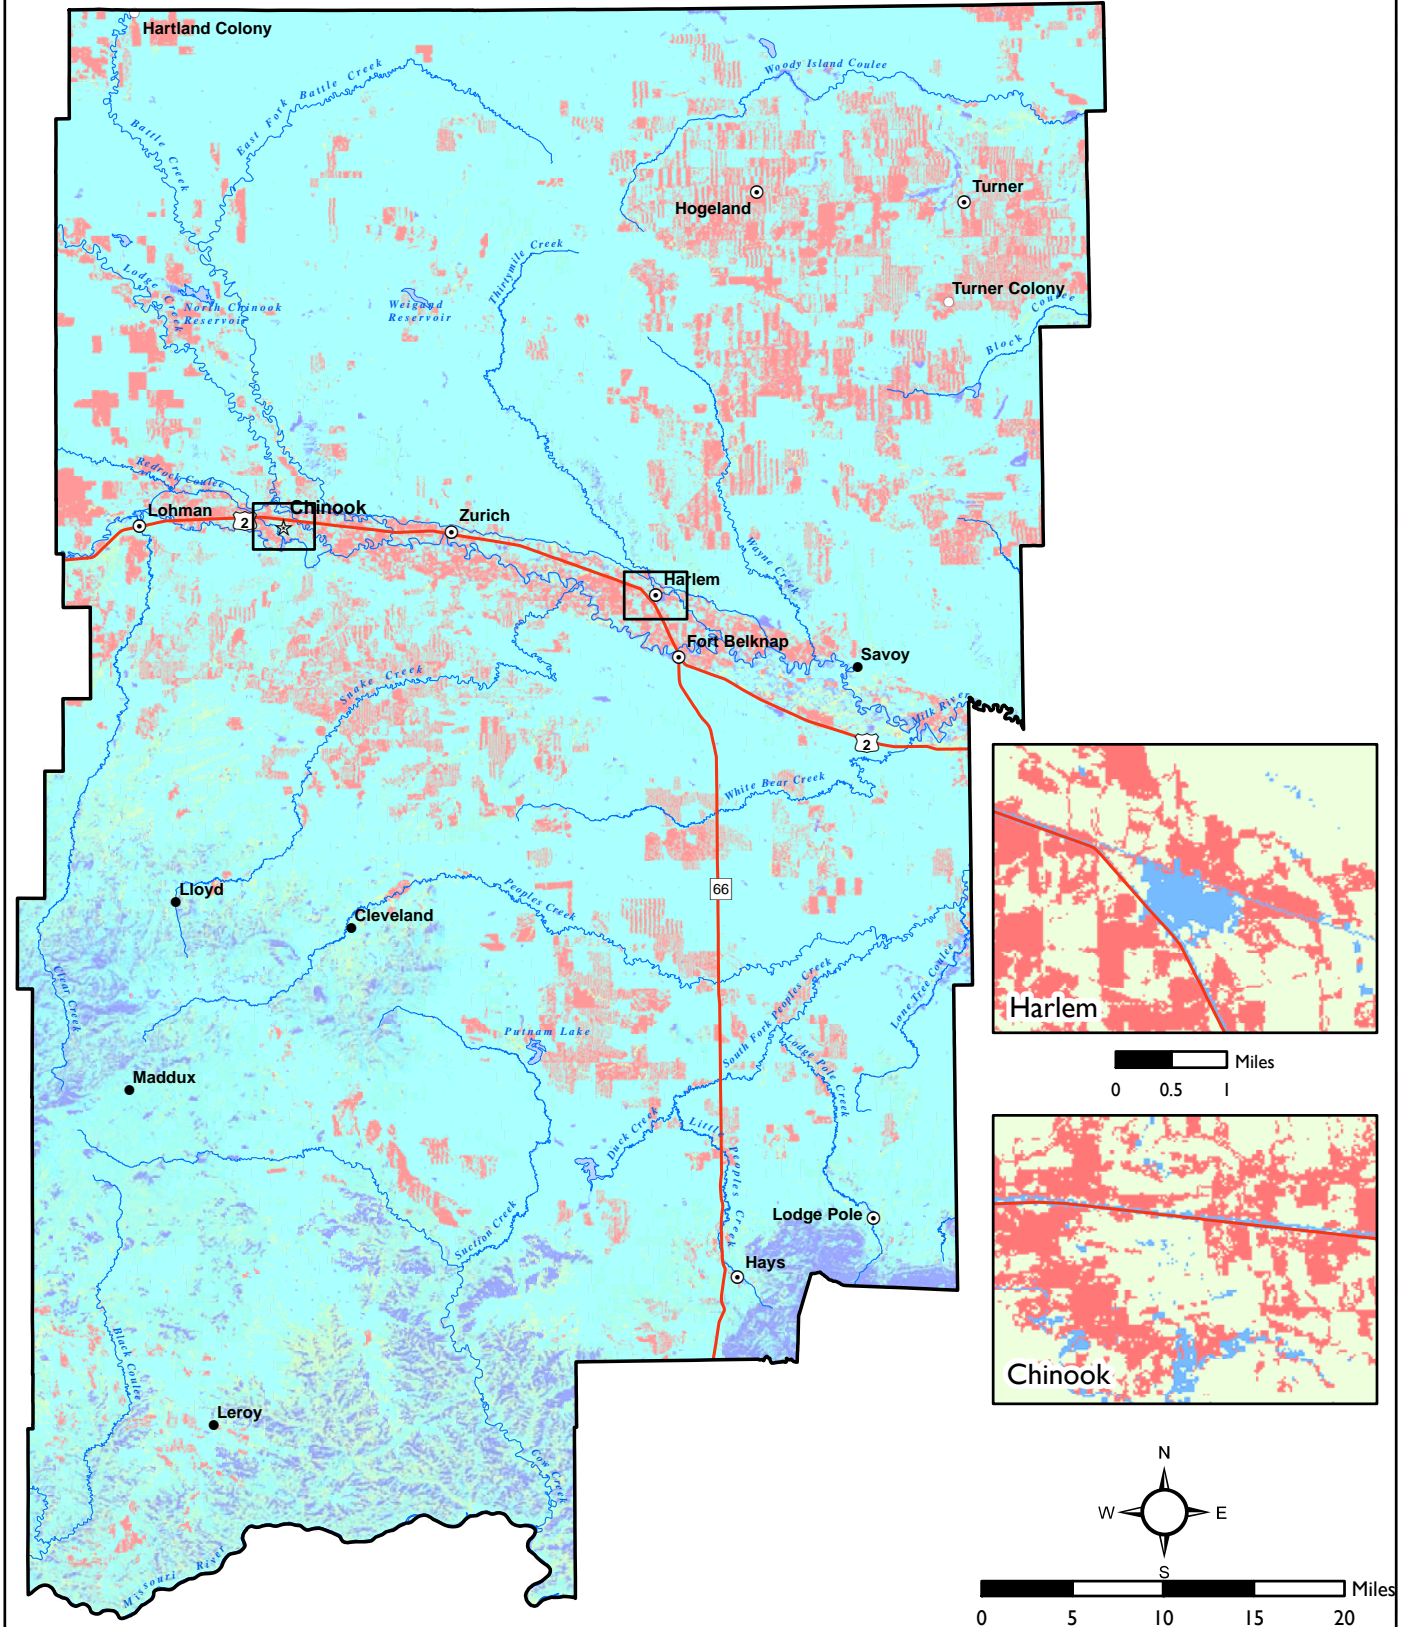 Hartland Colony
East Fork Battle Creek
Woody Island Coulee
Battle Creek
Turner
Hogeland
Thirtymile Creek
Lodge Creek
North Chinook
Reservoir
Weigand
Reservoir
Turner Colony
Block Coulee
Redrock Coulee
Lohman
2
Chinook
Zurich
Wayne Creek
Harlem
Fort Belknap
Savoy
Snake Creek
Milk River
2
White Bear Creek
Lloyd
66
Peoples Creek
Cleveland
Clear Creek
Lone Tree Coulee
South Fork Peoples Creek
Putnam Lake
Harlem
Miles
0 0.5 1
Lodge Pole Creek
Maddux
Duck Creek
Little Peoples Creek
Lodge Pole
Suction Creek
Hays
Black Coulee
Chinook
Leroy
Cow Creek
N
W E
S
Missouri River
Miles
0 5 10 15 20